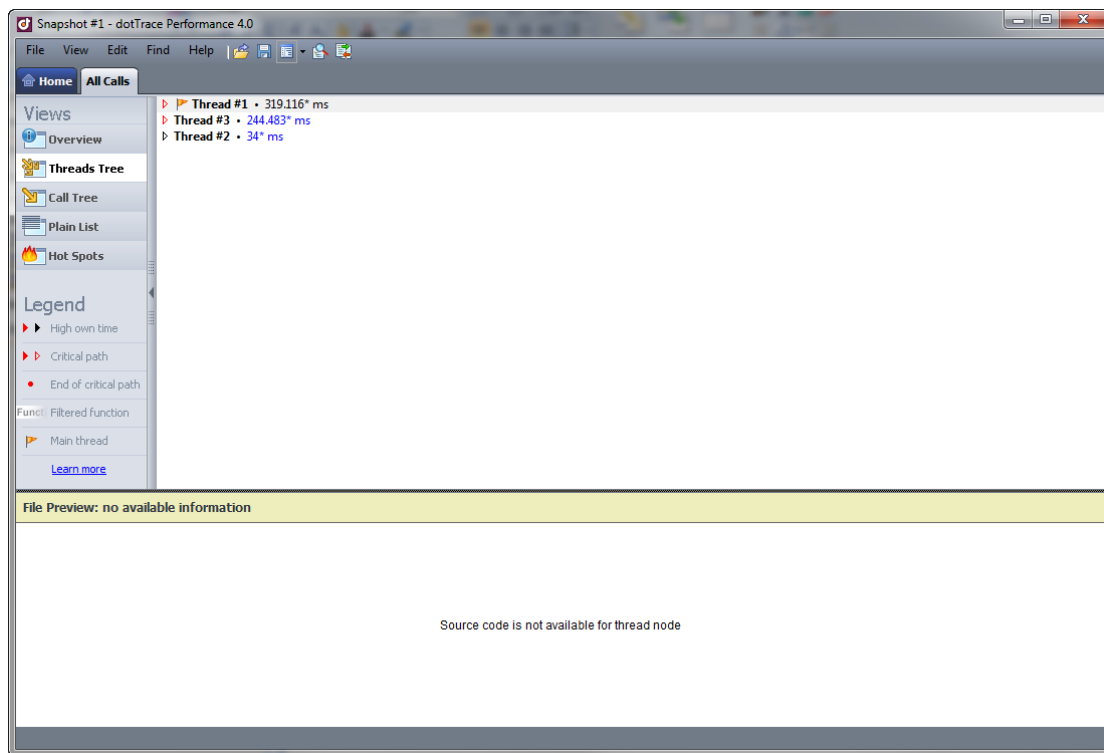 Snapshot #1 - dotTrace Performance 4.0
File View Edit Find Help
Home All Calls
Views
Overview
Threads Tree
Call Tree
Plain List
Hot Spots
Legend
High own time
Critical path
End of critical path
Funct Filtered function
Main thread
Learn more
Thread #1 • 319.116* ms
Thread #3 • 244.483* ms
Thread #2 • 34* ms
File Preview: no available information
Source code is not available for thread node